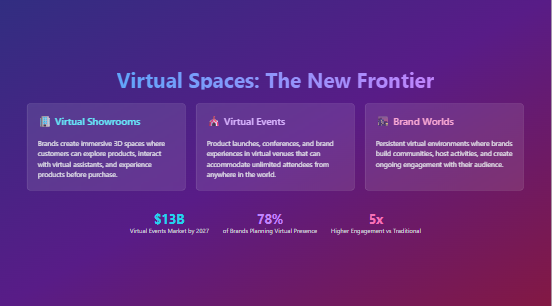 Virtual Spaces: The New Frontier
Virtual Showrooms
Brands create immersive 3D spaces where
customers can explore products, interact
with virtual assistants, and experience
products before purchase.
Virtual Events
Product launches, conferences, and brand
experiences in virtual venues that can
accommodate unlimited attendees from
anywhere in the world.
Brand Worlds
Persistent virtual environments where brands
build communities, host activities, and create
ongoing engagement with their audience.
$13B
Virtual Events Market by 2027
78%
of Brands Planning Virtual Presence
5x
Higher Engagement vs Traditional